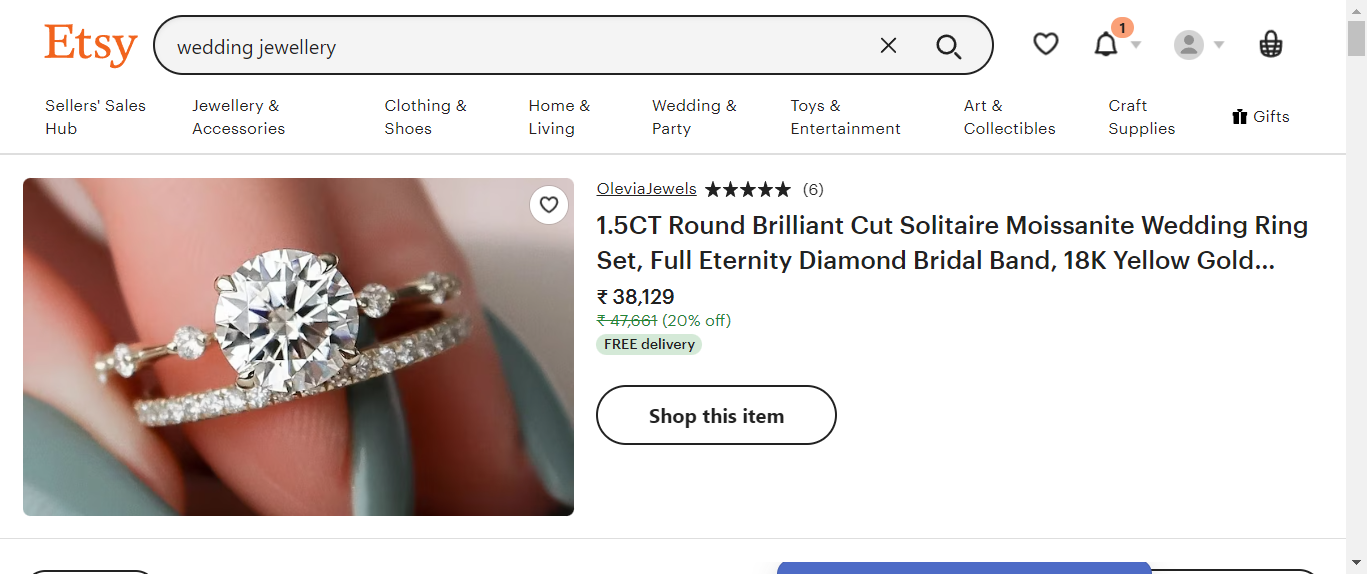 Etsy
wedding jewellery
1
Sellers' Sales
Hub
Jewellery &
Accessories
Clothing &
Shoes
Home &
Living
Wedding &
Party
Toys &
Entertainment
Art &
Collectibles
Craft
Supplies
Gifts
OleviaJewels ★★★★★ (6)
1.5CT Round Brilliant Cut Solitaire Moissanite Wedding Ring
Set, Full Eternity Diamond Bridal Band, 18K Yellow Gold...
₹ 38,129
₹ 47,661 (20% off)
FREE delivery
Shop this item